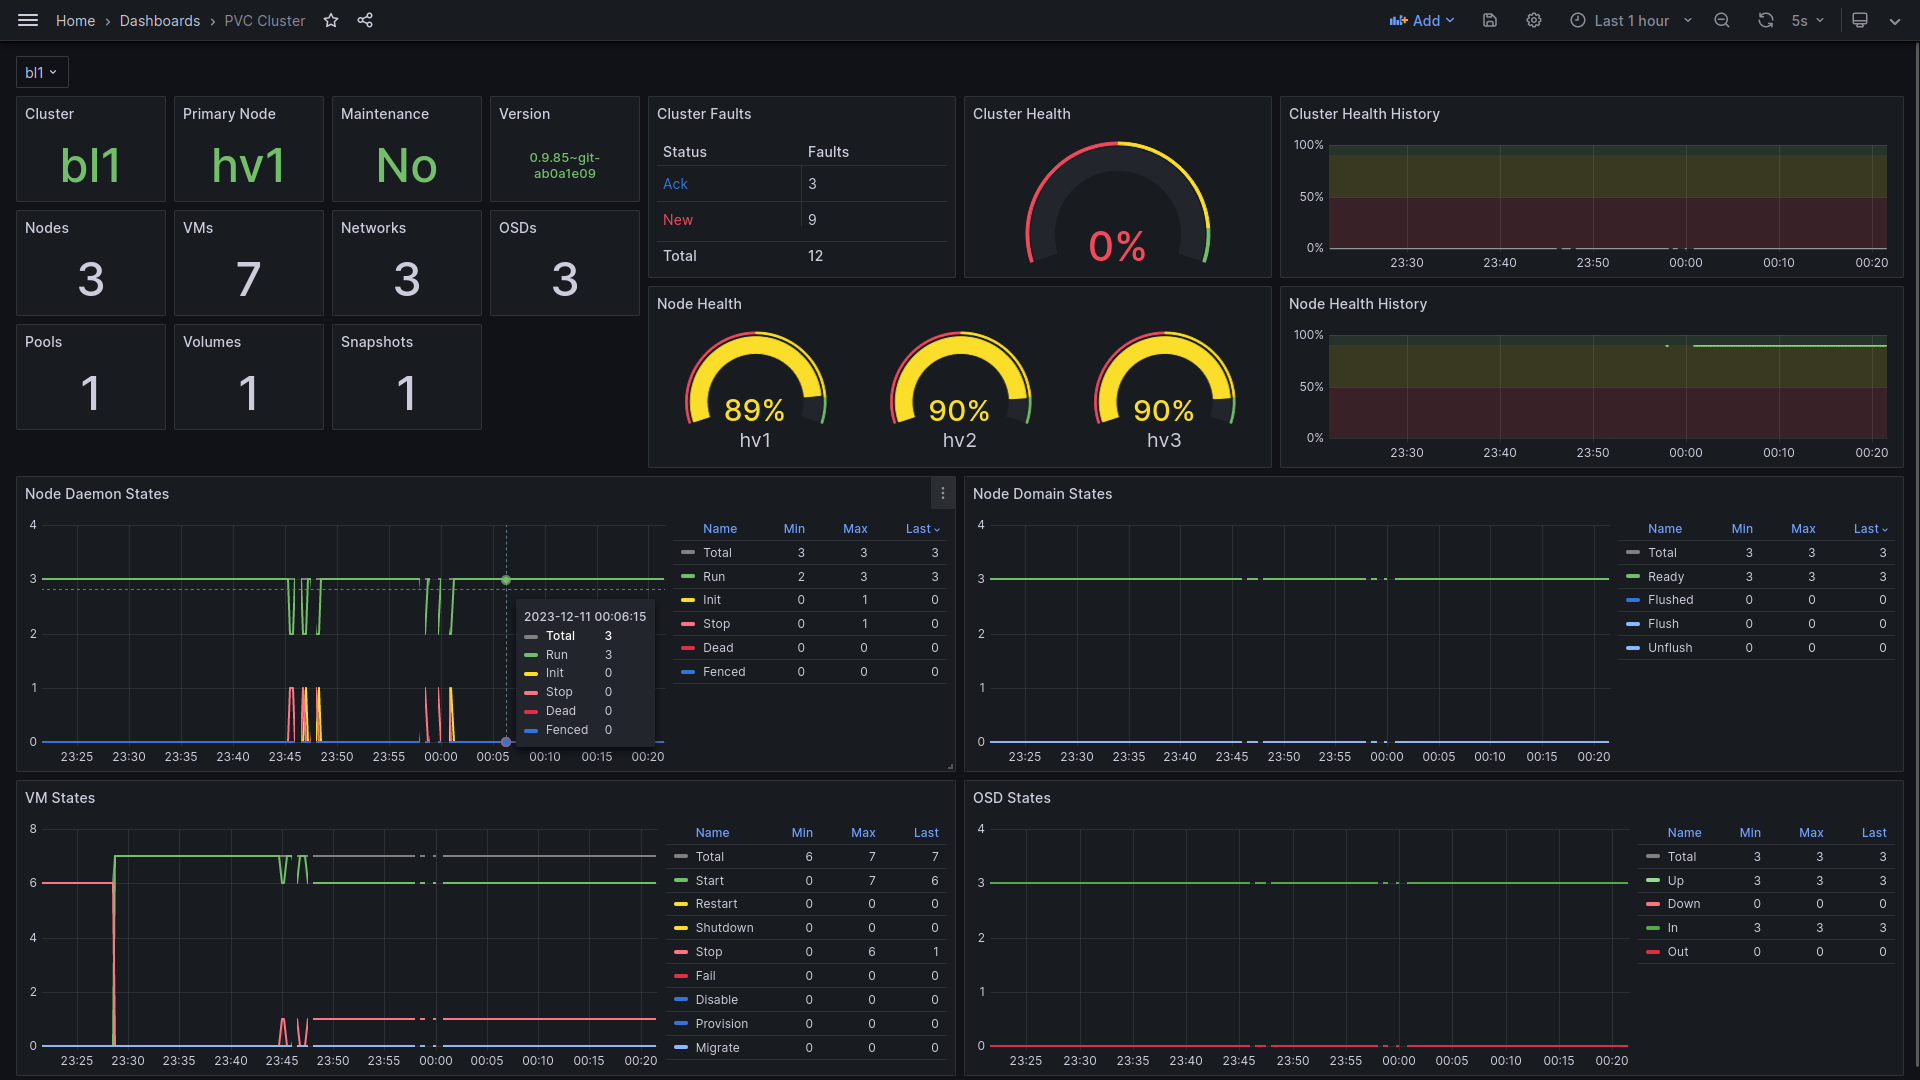 Home › Dashboards › PVC Cluster
Add
Last 1 hour
5s
bl1
Cluster
bl1
Primary Node
hv1
Maintenance
No
Version
0.9.85~git-
ab0a1e09
Nodes
3
VMs
7
Networks
3
OSDs
3
Pools
1
Volumes
1
Snapshots
1
Cluster Faults
Status Faults
Ack 3
New 9
Total 12
Cluster Health
0%
Cluster Health History
100%
50%
0%
23:30 23:40 23:50 00:00 00:10 00:20
Node Health
89% 90% 90%
hv1 hv2 hv3
Node Health History
100%
50%
0%
23:30 23:40 23:50 00:00 00:10 00:20
Node Daemon States
4
3
2
1
0
23:25 23:30 23:35 23:40 23:45 23:50 23:55 00:00 00:05 00:10 00:15 00:20
2023-12-11 00:06:15
Total 3
Run 3
Init 0
Stop 0
Dead 0
Fenced 0
Name Min Max Last
Total 3 3 3
Run 2 3 3
Init 0 1 0
Stop 0 1 0
Dead 0 0 0
Fenced 0 0 0
Node Domain States
4
3
2
1
0
23:25 23:30 23:35 23:40 23:45 23:50 23:55 00:00 00:05 00:10 00:15 00:20
Name Min Max Last
Total 3 3 3
Ready 3 3 3
Flushed 0 0 0
Flush 0 0 0
Unflush 0 0 0
VM States
8
6
4
2
0
23:25 23:30 23:35 23:40 23:45 23:50 23:55 00:00 00:05 00:10 00:15 00:20
Name Min Max Last
Total 6 7 7
Start 0 7 6
Restart 0 0 0
Shutdown 0 0 0
Stop 0 6 1
Fail 0 0 0
Disable 0 0 0
Provision 0 0 0
Migrate 0 0 0
OSD States
4
3
2
1
0
23:25 23:30 23:35 23:40 23:45 23:50 23:55 00:00 00:05 00:10 00:15 00:20
Name Min Max Last
Total 3 3 3
Up 3 3 3
Down 0 0 0
In 3 3 3
Out 0 0 0